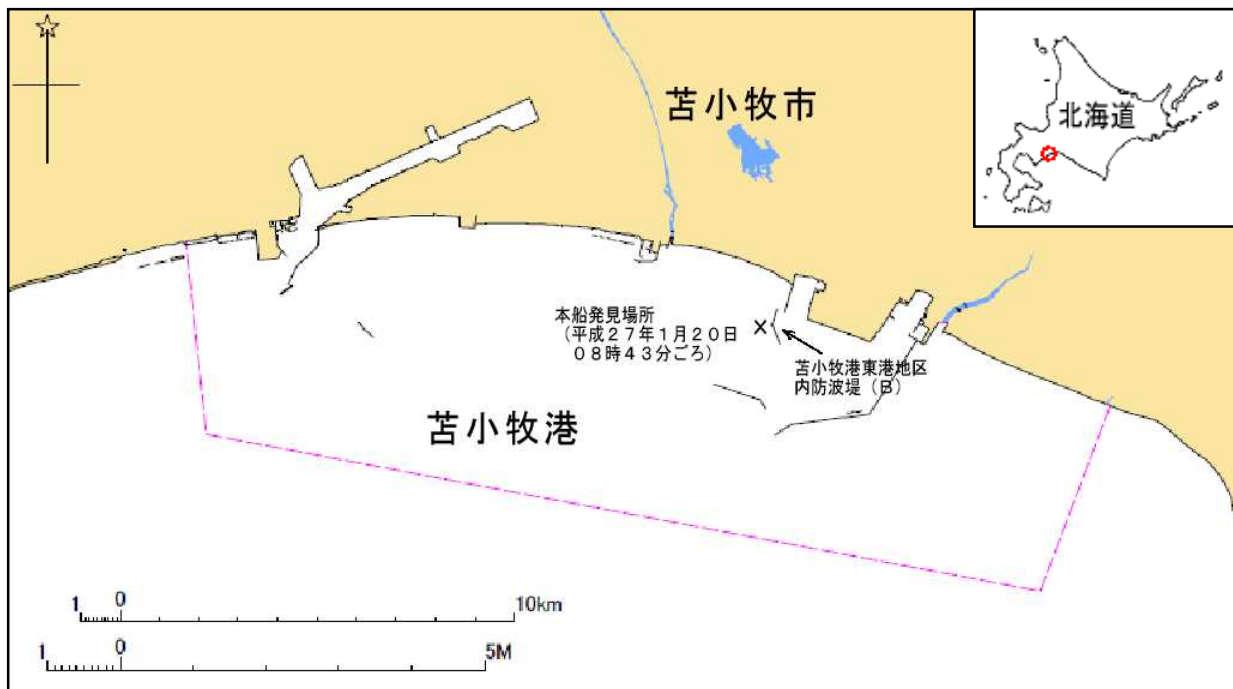 苫小牧市
北海道
本船発見場所
（平成２７年１月２０日
０８時４３分ごろ）
苫小牧港東港地区
内防波堤（Ｂ）
苫小牧港
1 0 10km
1 0 5M